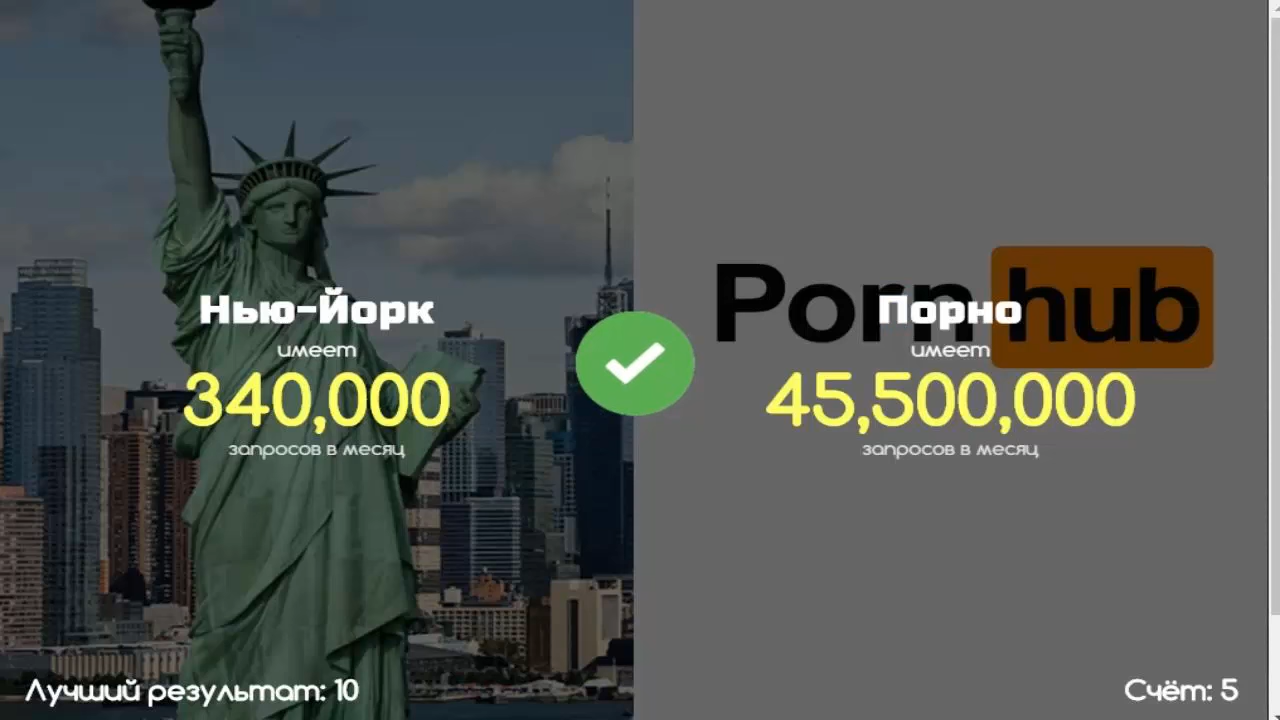 Нью-Йорк
имеет
340,000
запросов в месяц
Pornhub
Порно
имеет
45,500,000
запросов в месяц
Лучший результат: 10
Счёт: 5